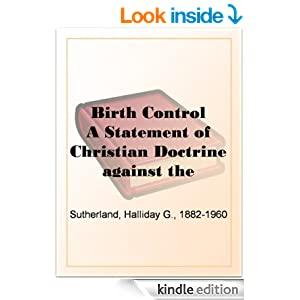 Look inside
Birth Control
A Statement of
Christian Doctrine
against the
Sutherland, Halliday G., 1882-1960
kindle edition